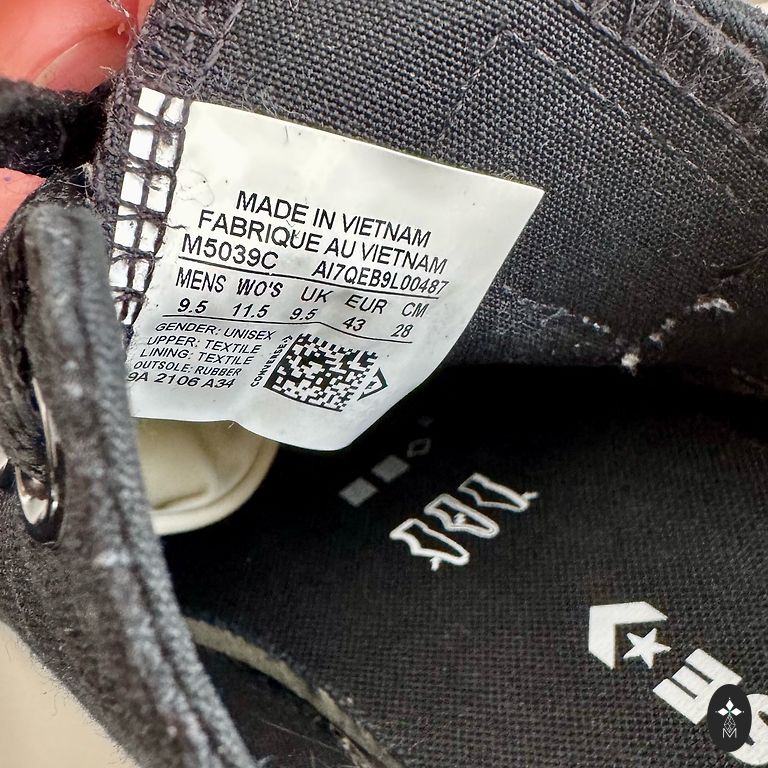 MADE IN VIETNAM
FABRIQUE AU VIETNAM
M5039C AI7QEB9L00487
MENS WO'S UK EUR CM
9.5 11.5 9.5 43 28
GENDER: UNISEX
UPPER: TEXTILE
LINING: TEXTILE
OUTSOLE: RUBBER
9A 2106 A34
CONVERSE
M